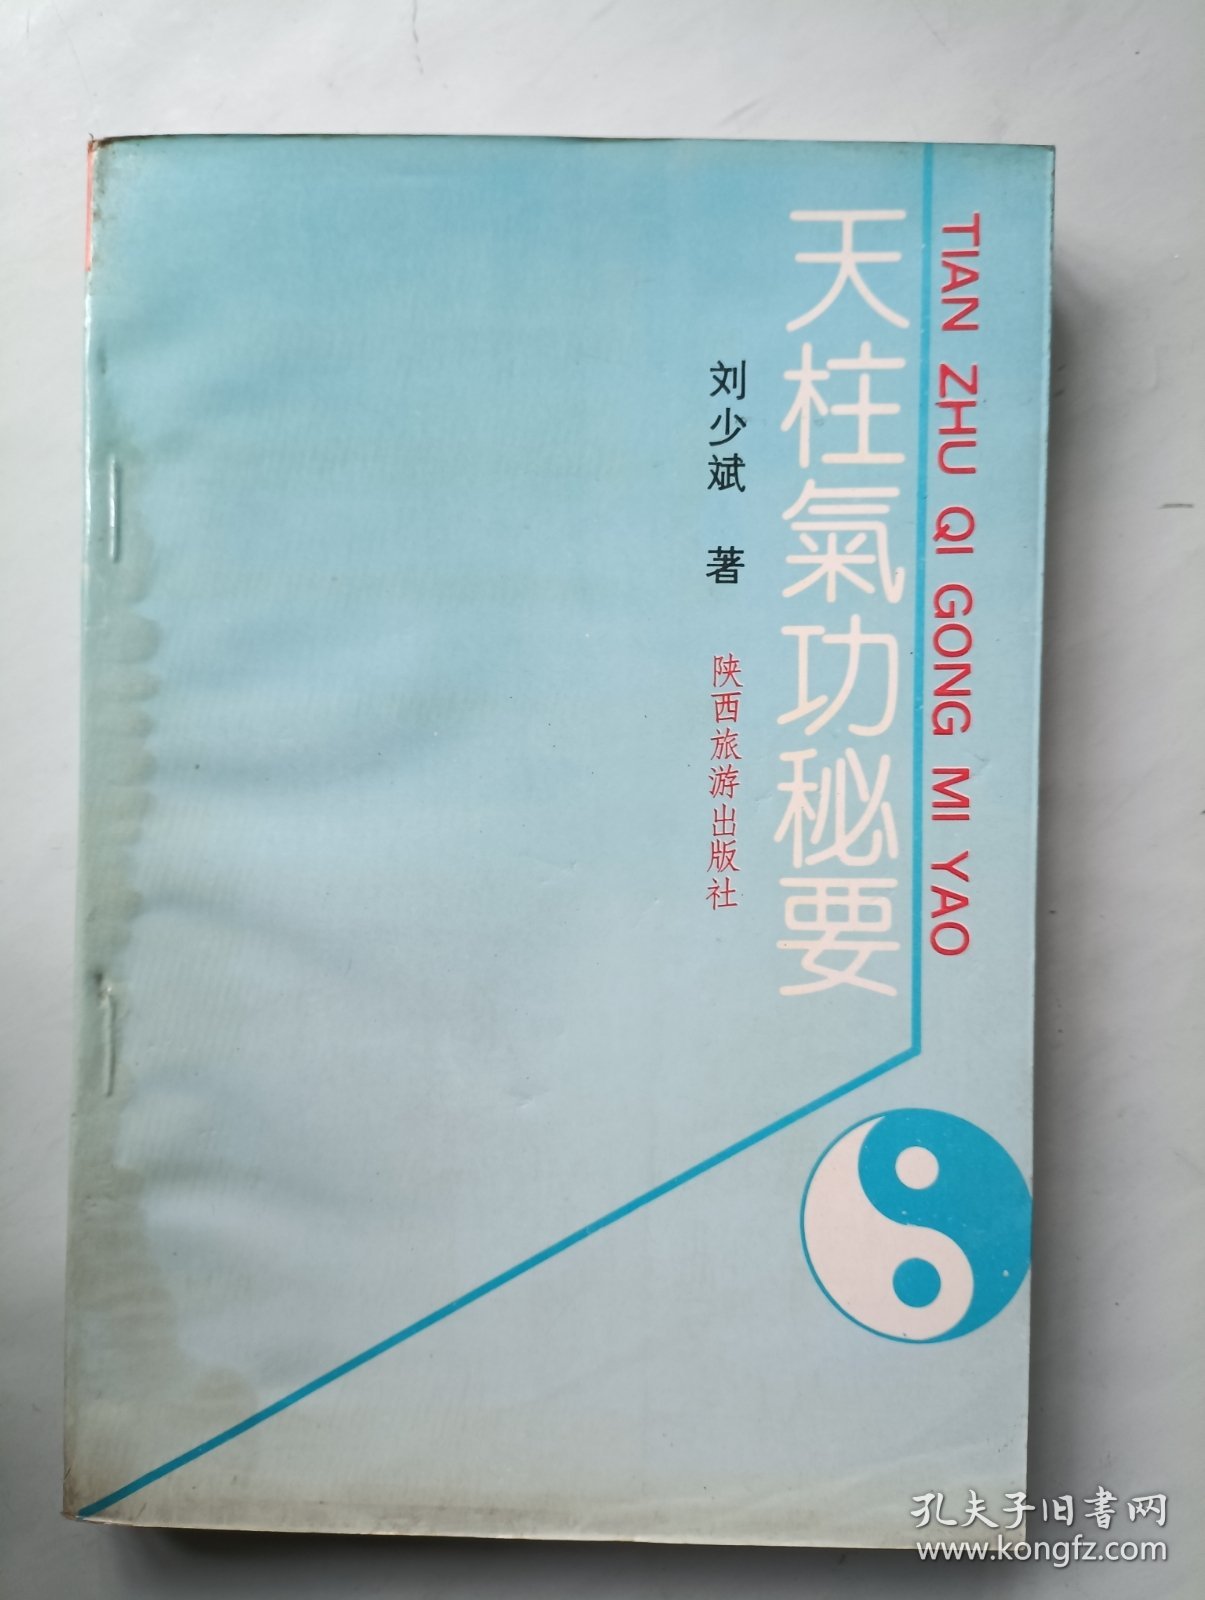 TIAN ZHU QI GONG MI YAO
天柱氣功秘要
刘少斌 著
陕西旅游出版社
孔夫子旧书网
www.kongfz.com